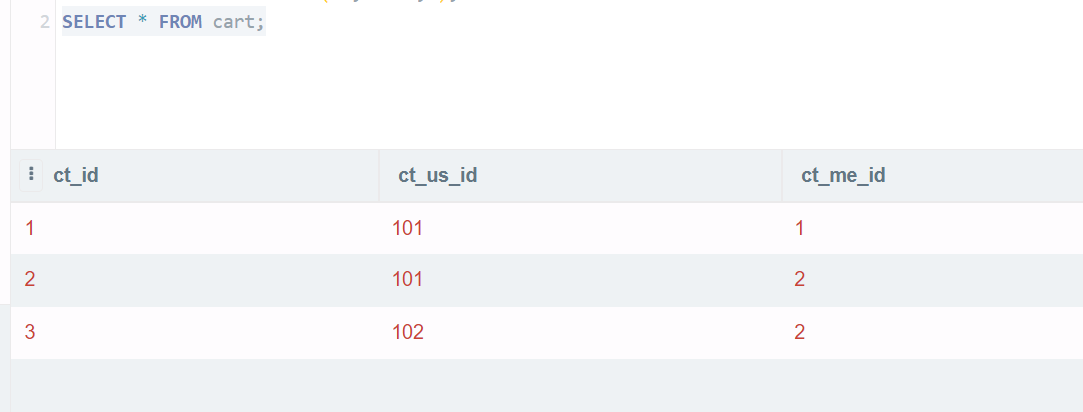 2 SELECT * FROM cart;
ct_id ct_us_id ct_me_id
1 101 1
2 101 2
3 102 2